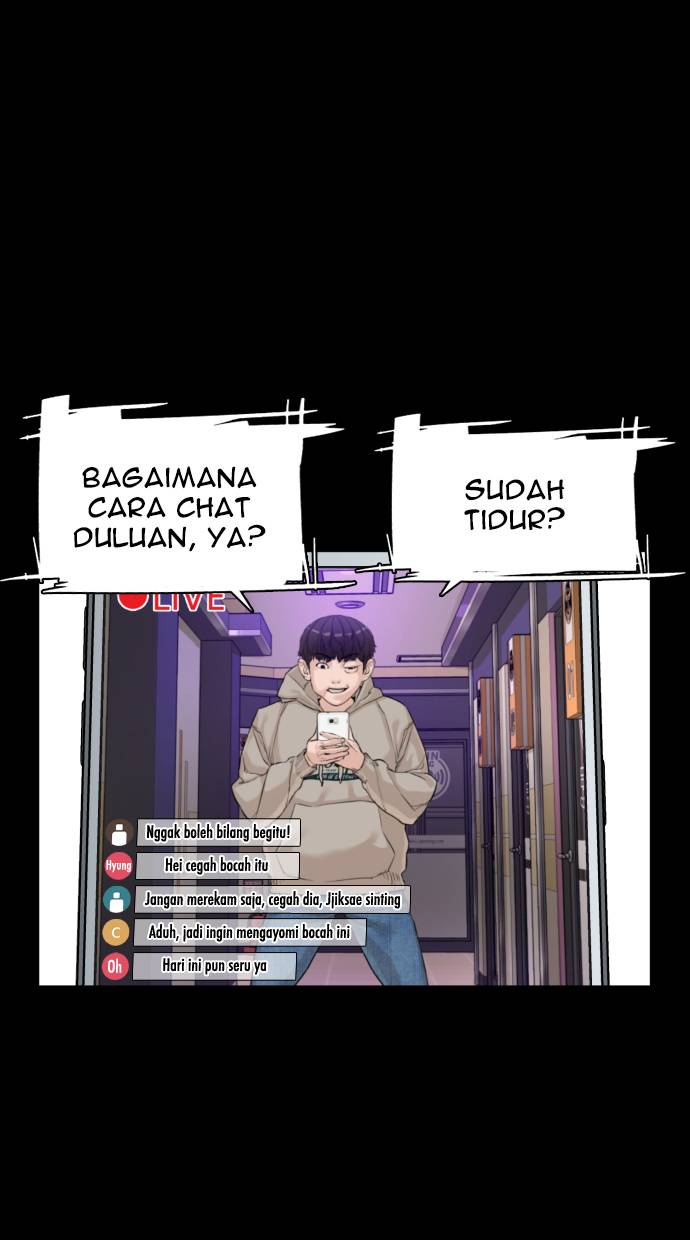 BAGAIMANA
CARA CHAT
DULUAN, YA?
SUDAH
TIDUR?
LIVE
Nggak boleh bilang begitu!
Hyung
Hei cegah bocah itu
Jangan merekam saja, cegah dia, Jjiksae sinting
C
Aduh, jadi ingin mengayomi bocah ini
Oh
Hari ini pun seru ya